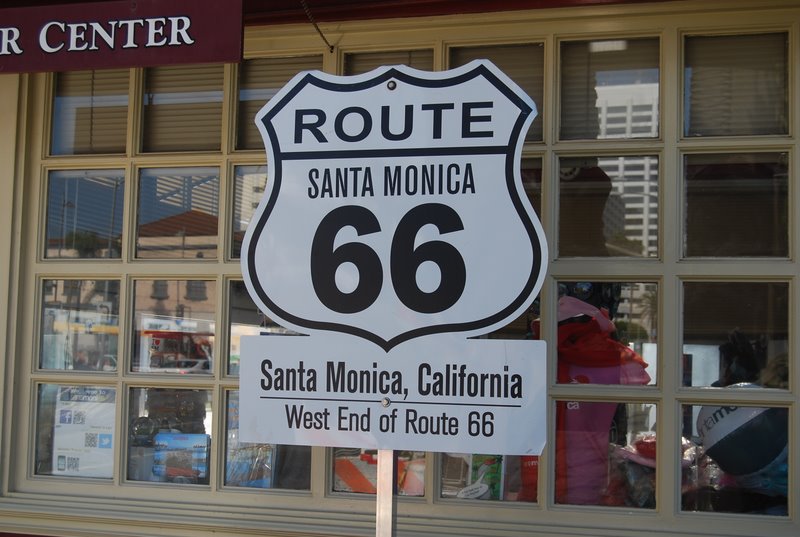 R CENTER
ROUTE
SANTA MONICA
66
Santa Monica, California
West End of Route 66